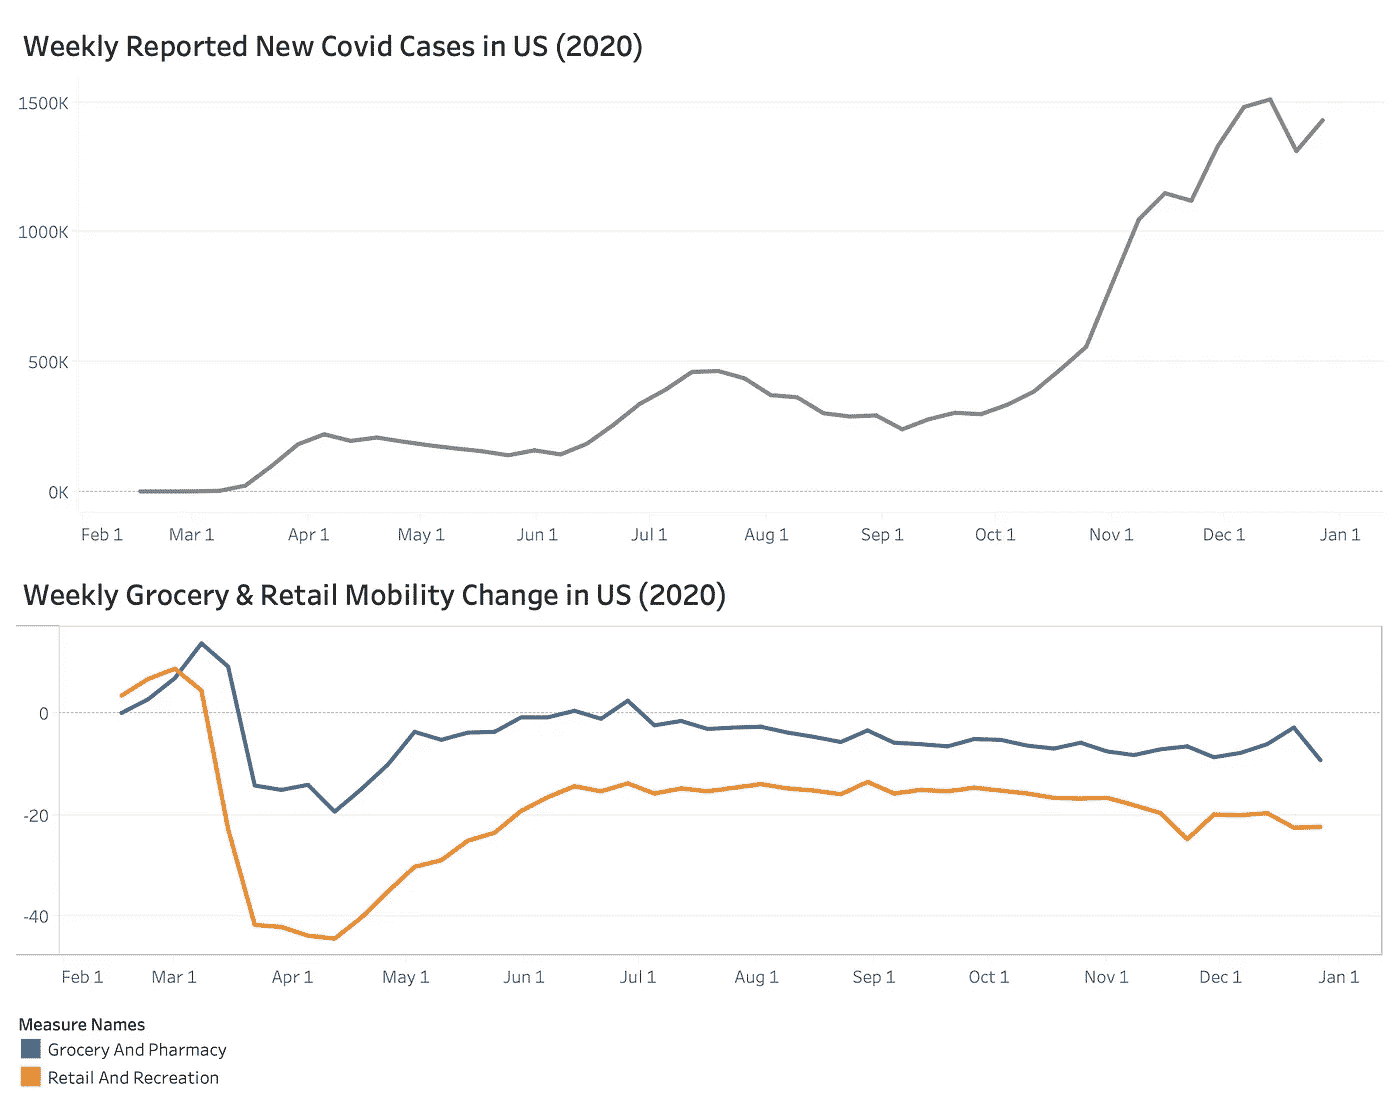 Weekly Reported New Covid Cases in US (2020)
1500K
1000K
500K
0K
Feb 1 Mar 1 Apr 1 May 1 Jun 1 Jul 1 Aug 1 Sep 1 Oct 1 Nov 1 Dec 1 Jan 1
Weekly Grocery & Retail Mobility Change in US (2020)
0
-20
-40
Feb 1 Mar 1 Apr 1 May 1 Jun 1 Jul 1 Aug 1 Sep 1 Oct 1 Nov 1 Dec 1 Jan 1
Measure Names
Grocery And Pharmacy
Retail And Recreation